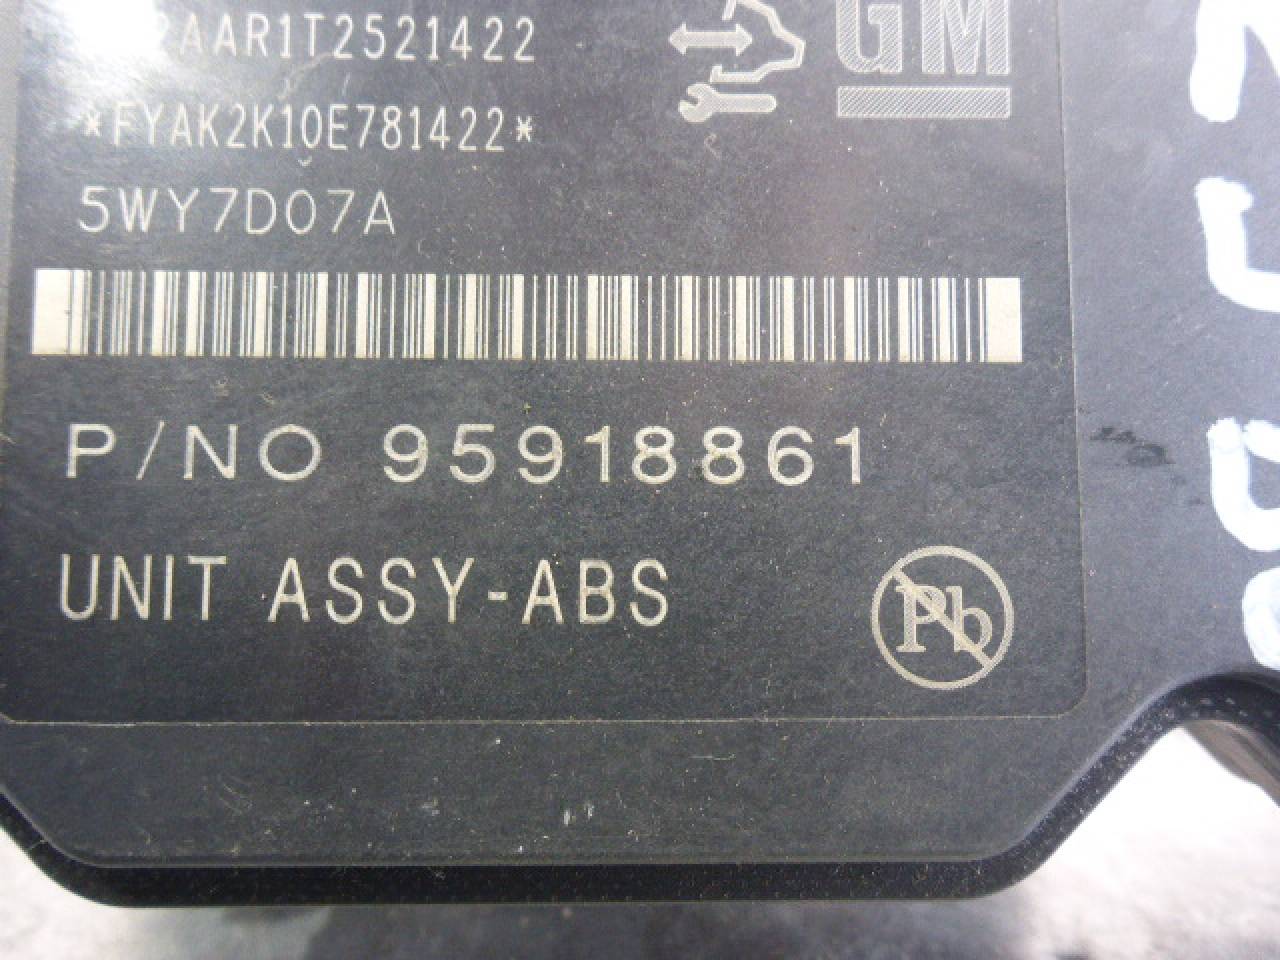 AAR1T2521422
GM
*FYAK2K10E781422*
5WY7D07A
P/NO 95918861
UNIT ASSY-ABS
Pb